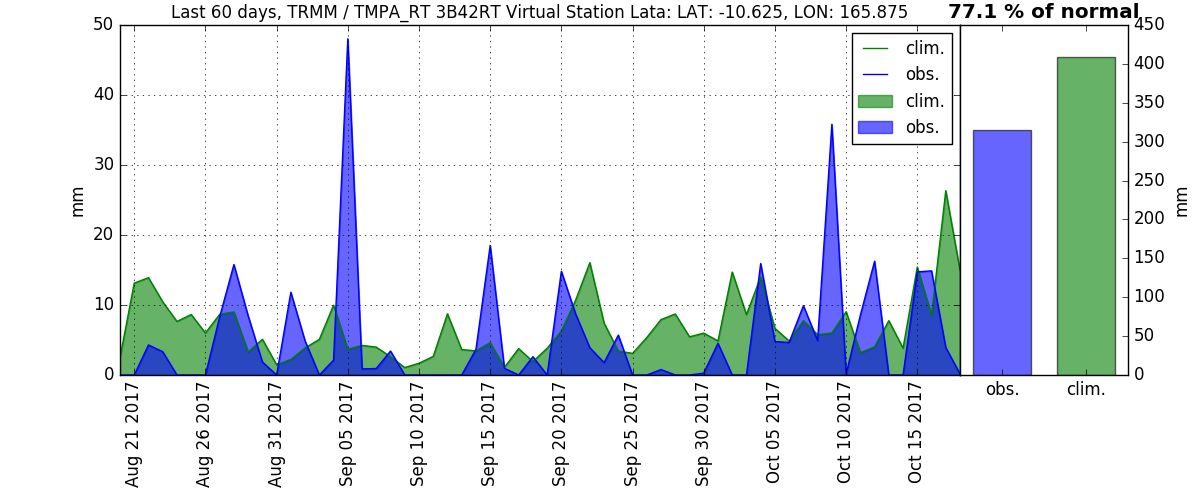 Last 60 days, TRMM / TMPA_RT 3B42RT Virtual Station Lata: LAT: -10.625, LON: 165.875
77.1 % of normal
50
40
30
20
10
0
mm
clim.
obs.
clim.
obs.
Aug 21 2017
Aug 26 2017
Aug 31 2017
Sep 05 2017
Sep 10 2017
Sep 15 2017
Sep 20 2017
Sep 25 2017
Sep 30 2017
Oct 05 2017
Oct 10 2017
Oct 15 2017
obs.
clim.
450
400
350
300
250
200
150
100
50
0
mm